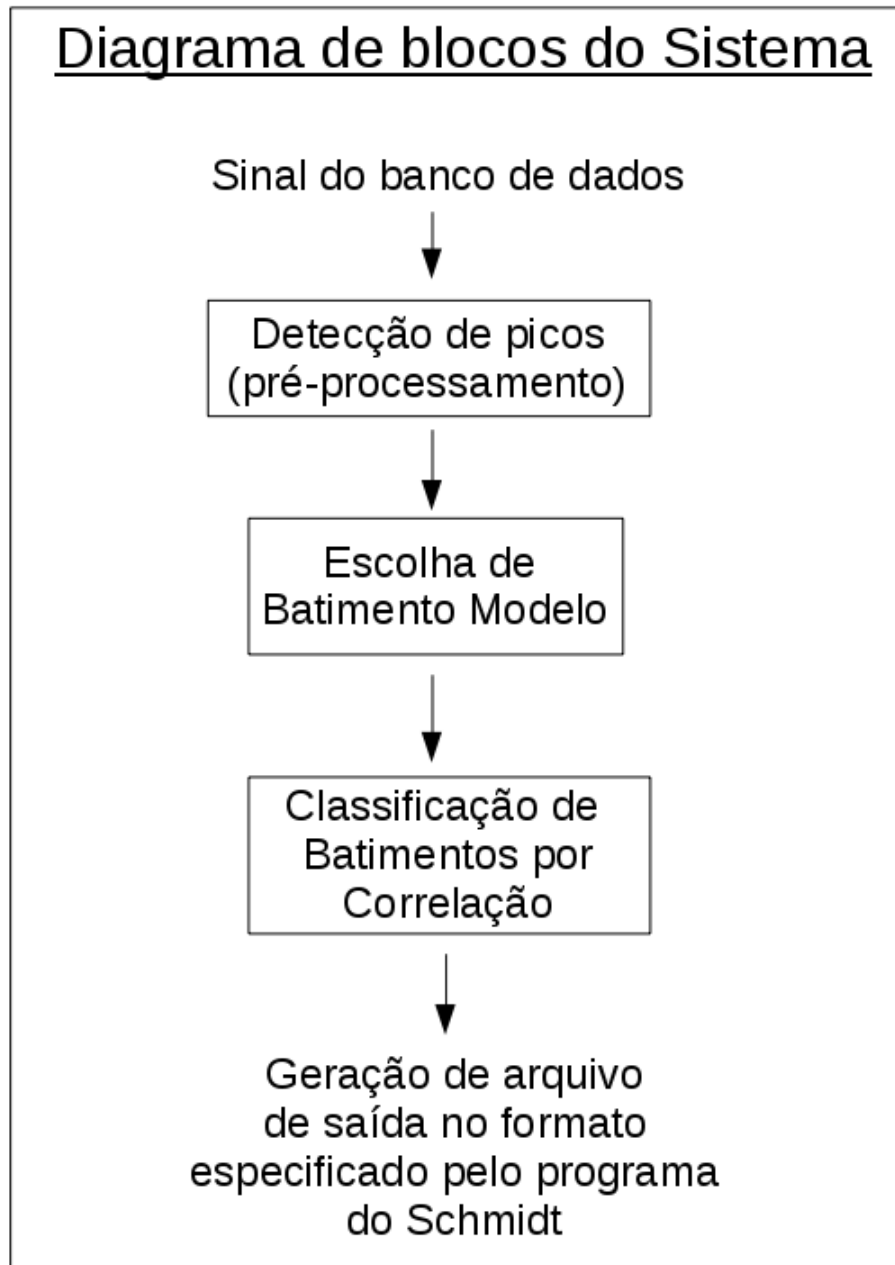 Diagrama de blocos do Sistema
Sinal do banco de dados
Detecção de picos
(pré-processamento)
Escolha de
Batimento Modelo
Classificação de
Batimentos por
Correlação
Geração de arquivo
de saída no formato
especificado pelo programa
do Schmidt